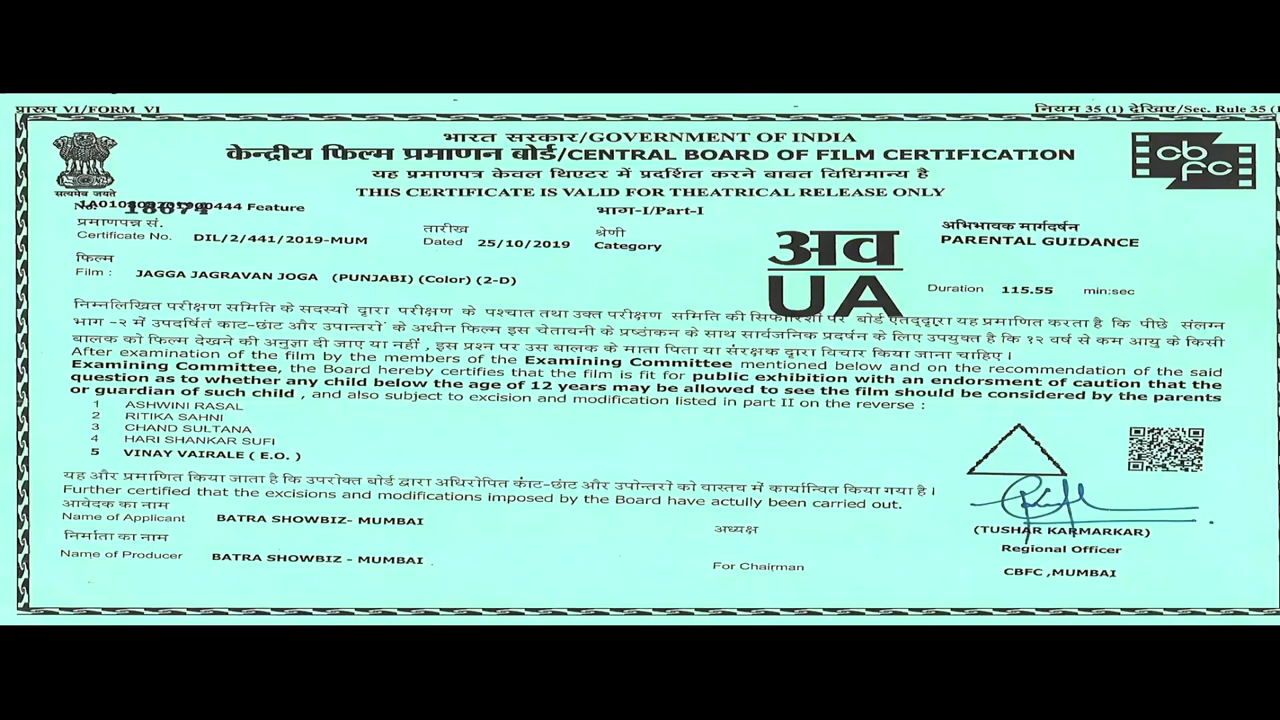 प्रारूप VI/FORM VI
नियम 35 (1) देखिए/Sec. Rule 35 (1
भारत सरकार/GOVERNMENT OF INDIA
केन्द्रीय फिल्म प्रमाणन बोर्ड/CENTRAL BOARD OF FILM CERTIFICATION
यह प्रमाणपत्र केवल थिएटर में प्रदर्शित करने बाबत विधिमान्य है
THIS CERTIFICATE IS VALID FOR THEATRICAL RELEASE ONLY
सत्यमेव जयते
cb
fc
18674
Feature
भाग-I/Part-I
प्रमाणपत्र सं.
Certificate No. DIL/2/441/2019-MUM
तारीख
Dated 25/10/2019
श्रेणी
Category
अव
UA
अभिभावक मार्गदर्षन
PARENTAL GUIDANCE
फिल्म
Film : JAGGA JAGRAVAN JOGA (PUNJABI) (Color) (2-D)
Duration 115.55 min:sec
निम्नलिखित परीक्षण समिति के सदस्यों द्वारा परीक्षण के पश्चात तथा उक्त परीक्षण समिति की सिफारिशों पर, बोर्ड एतद्द्वारा यह प्रमाणित करता है कि पीछे संलग्न
भाग -२ में उपदर्षित काट-छांट और उपान्तरों के अधीन फिल्म इस चेतावनी के प्रष्ठांकन के साथ सार्वजनिक प्रदर्षन के लिए उपयुक्त है कि १२ वर्ष से कम आयु के किसी
बालक को फिल्म देखने की अनुज्ञा दी जाए या नहीं , इस प्रश्न पर उस बालक के माता पिता या संरक्षक द्वारा विचार किया जाना चाहिए ।
After examination of the film by the members of the Examining Committee mentioned below and on the recommendation of the said
Examining Committee, the Board hereby certifies that the film is fit for public exhibition with an endorsment of caution that the
question as to whether any child below the age of 12 years may be allowed to see the film should be considered by the parents
or guardian of such child , and also subject to excision and modification listed in part II on the reverse :
1 ASHWINI RASAL
2 RITIKA SAHNI
3 CHAND SULTANA
4 HARI SHANKAR SUFI
5 VINAY VAIRALE ( E.O. )
यह और प्रमाणित किया जाता है कि उपरोक्त बोर्ड द्वारा अधिरोपित काट-छांट और उपोन्तरो को वास्तव में कार्यान्वित किया गया है ।
Further certified that the excisions and modifications imposed by the Board have actully been carried out.
आवेदक का नाम
Name of Applicant BATRA SHOWBIZ- MUMBAI
निर्माता का नाम
Name of Producer BATRA SHOWBIZ - MUMBAI
अध्यक्ष
For Chairman
(TUSHAR KARMARKAR)
Regional Officer
CBFC ,MUMBAI